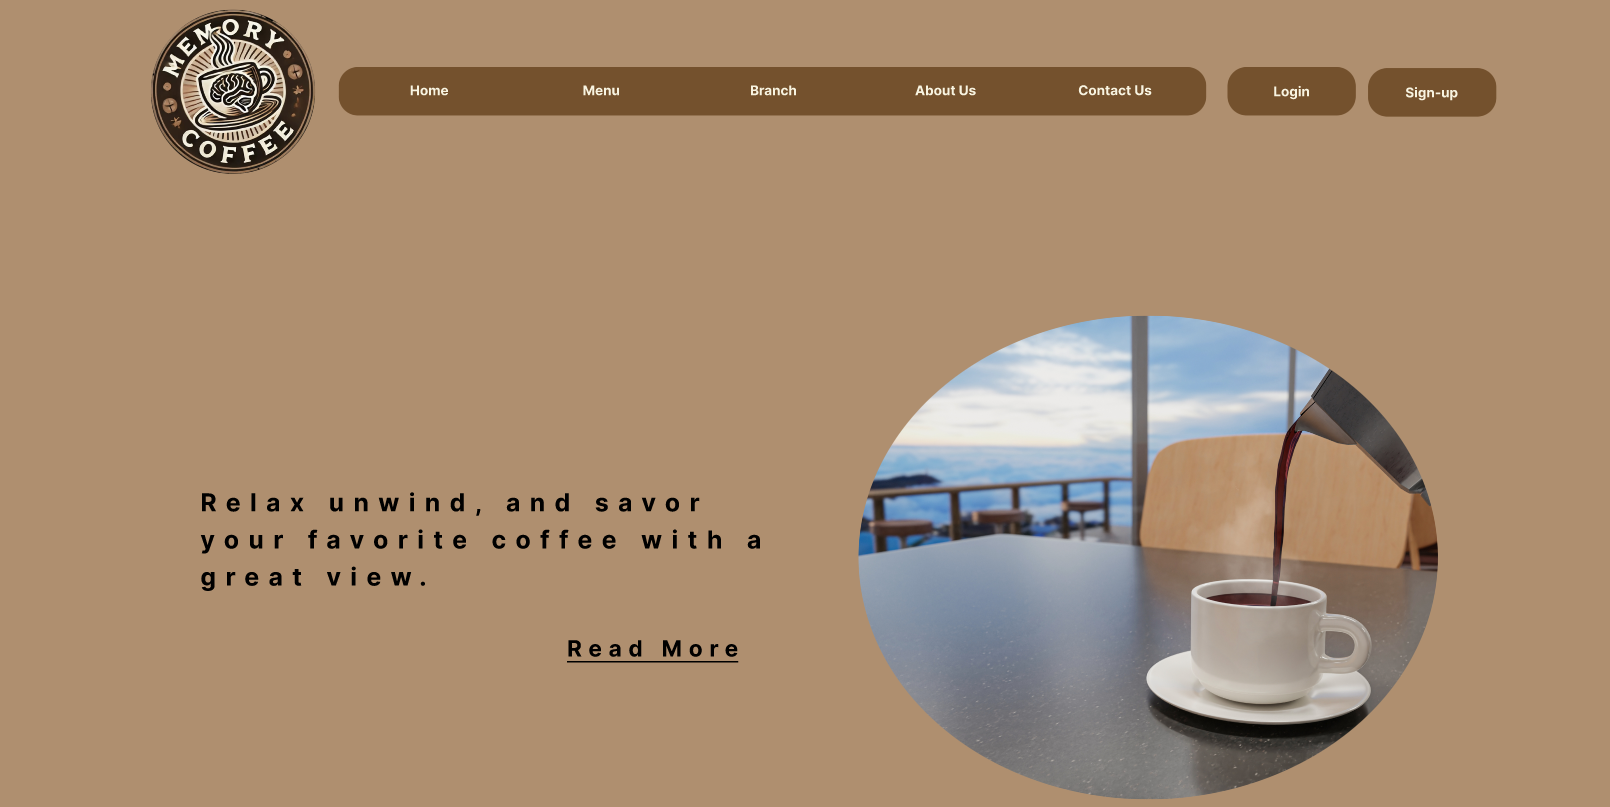 MEMORY
COFFEE
Home Menu Branch About Us Contact Us Login Sign-up
Relax unwind, and savor
your favorite coffee with a
great view.
Read More